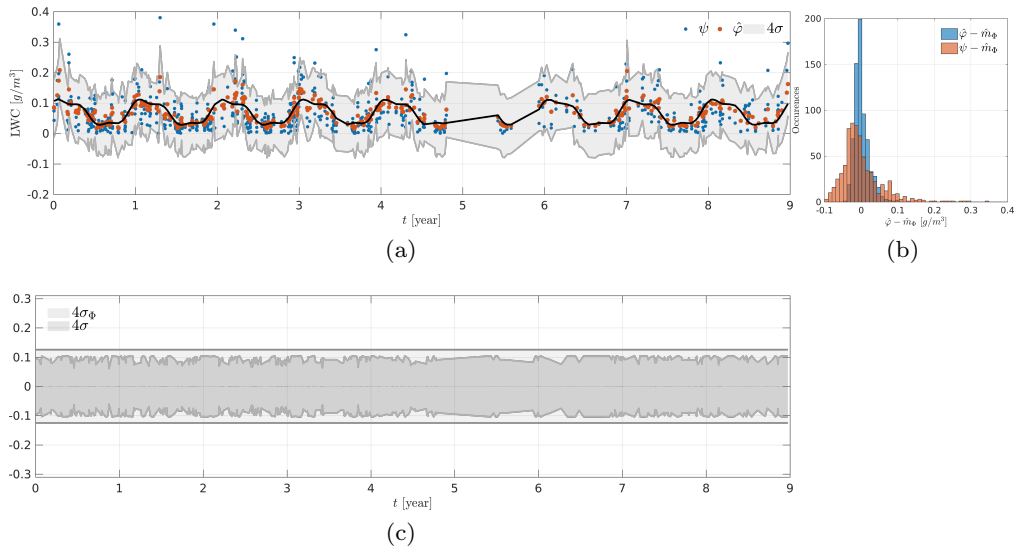 0.4
0.3
0.2
0.1
0
-0.1
-0.2
LWC [g/m³]
ψ φ̂ 4σ
0 1 2 3 4 5 6 7 8 9
t [year]
(a)
200
150
100
50
0
Occurences
φ̂ − m̂_Φ
ψ − m̂_Φ
-0.1 0 0.1 0.2 0.3 0.4
φ̂ − m̂_Φ [g/m³]
(b)
0.3
0.2
0.1
0
-0.1
-0.2
-0.3
4σ_Φ
4σ
0 1 2 3 4 5 6 7 8 9
t [year]
(c)